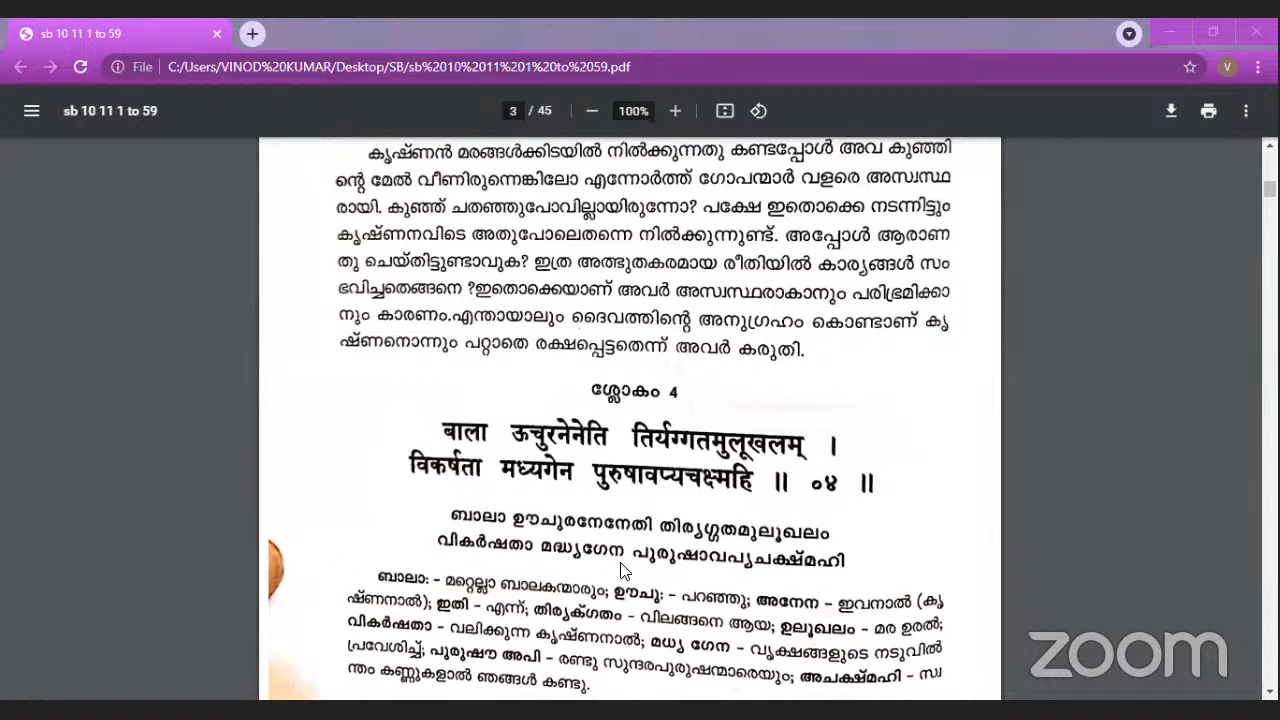 sb 10 11 1 to 59
File
C:/Users/VINOD%20KUMAR/Desktop/SB/sb%2010%2011%201%20to%2059.pdf
V
sb 10 11 1 to 59
3 / 45
100%
കൃഷ്ണൻ മരങ്ങൾക്കിടയിൽ നിൽക്കുന്നതു കണ്ടപ്പോൾ അവ കുഞ്ഞി
ന്റെ മേൽ വീണിരുന്നെങ്കിലോ എന്നോർത്ത് ഗോപന്മാർ വളരെ അസ്വസ്ഥ
രായി. കുഞ്ഞ് ചതഞ്ഞുപോവില്ലായിരുന്നോ? പക്ഷേ ഇതൊക്കെ നടന്നിട്ടും
കൃഷ്ണനവിടെ അതുപോലെതന്നെ നിൽക്കുന്നുണ്ട്. അപ്പോൾ ആരാണ
തു ചെയ്തിട്ടുണ്ടാവുക? ഇത്ര അത്ഭുതകരമായ രീതിയിൽ കാര്യങ്ങൾ സം
ഭവിച്ചതെങ്ങനെ ?ഇതൊക്കെയാണ് അവർ അസ്വസ്ഥരാകാനും പരിഭ്രമിക്കാ
നും കാരണം.എന്തായാലും ദൈവത്തിന്റെ അനുഗ്രഹം കൊണ്ടാണ് കൃ
ഷ്ണനൊന്നും പറ്റാതെ രക്ഷപ്പെട്ടതെന്ന് അവർ കരുതി.
ശ്ലോകം 4
बाला ऊचुरनेनेति तिर्यग्गतमुलूखलम् ।
विकर्षता मध्यगेन पुरुषावप्यचक्ष्महि ॥ ०४ ॥
ബാലാ ഊചുരനേനേതി തിര്യഗ്ഗതമുലൂഖലം
വികർഷതാ മദ്ധ്യഗേന പുരുഷാവപ്യചക്ഷ്മഹി
ബാലാ: - മറ്റെല്ലാ ബാലകന്മാരും; ഊചൂ: - പറഞ്ഞു; അനേന - ഇവനാൽ (കൃ
ഷ്ണനാൽ); ഇതി - എന്ന്; തിര്യക്ഗതം - വിലങ്ങനെ ആയ; ഉലൂഖലം - മര ഉരൽ;
വികർഷതാ - വലിക്കുന്ന കൃഷ്ണനാൽ; മധ്യ ഗേന - വൃക്ഷങ്ങളുടെ നടുവിൽ
പ്രവേശിച്ച്; പുരുഷൗ അപി - രണ്ടു സുന്ദരപുരുഷന്മാരെയും; അചക്ഷ്മഹി - സ്വ
ന്തം കണ്ണുകളാൽ ഞങ്ങൾ കണ്ടു.
zoom